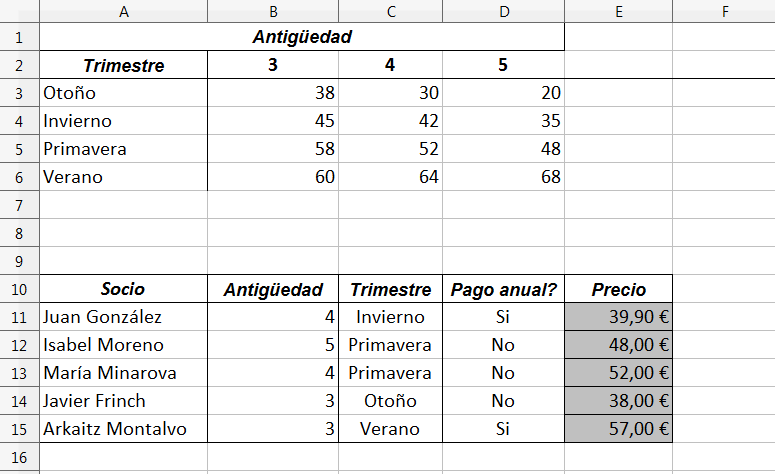 A B C D E F
1 Antigüedad
2 Trimestre 3 4 5
3 Otoño 38 30 20
4 Invierno 45 42 35
5 Primavera 58 52 48
6 Verano 60 64 68
7
8
9
10 Socio Antigüedad Trimestre Pago anual? Precio
11 Juan González 4 Invierno Si 39,90 €
12 Isabel Moreno 5 Primavera No 48,00 €
13 María Minarova 4 Primavera No 52,00 €
14 Javier Frinch 3 Otoño No 38,00 €
15 Arkaitz Montalvo 3 Verano Si 57,00 €
16